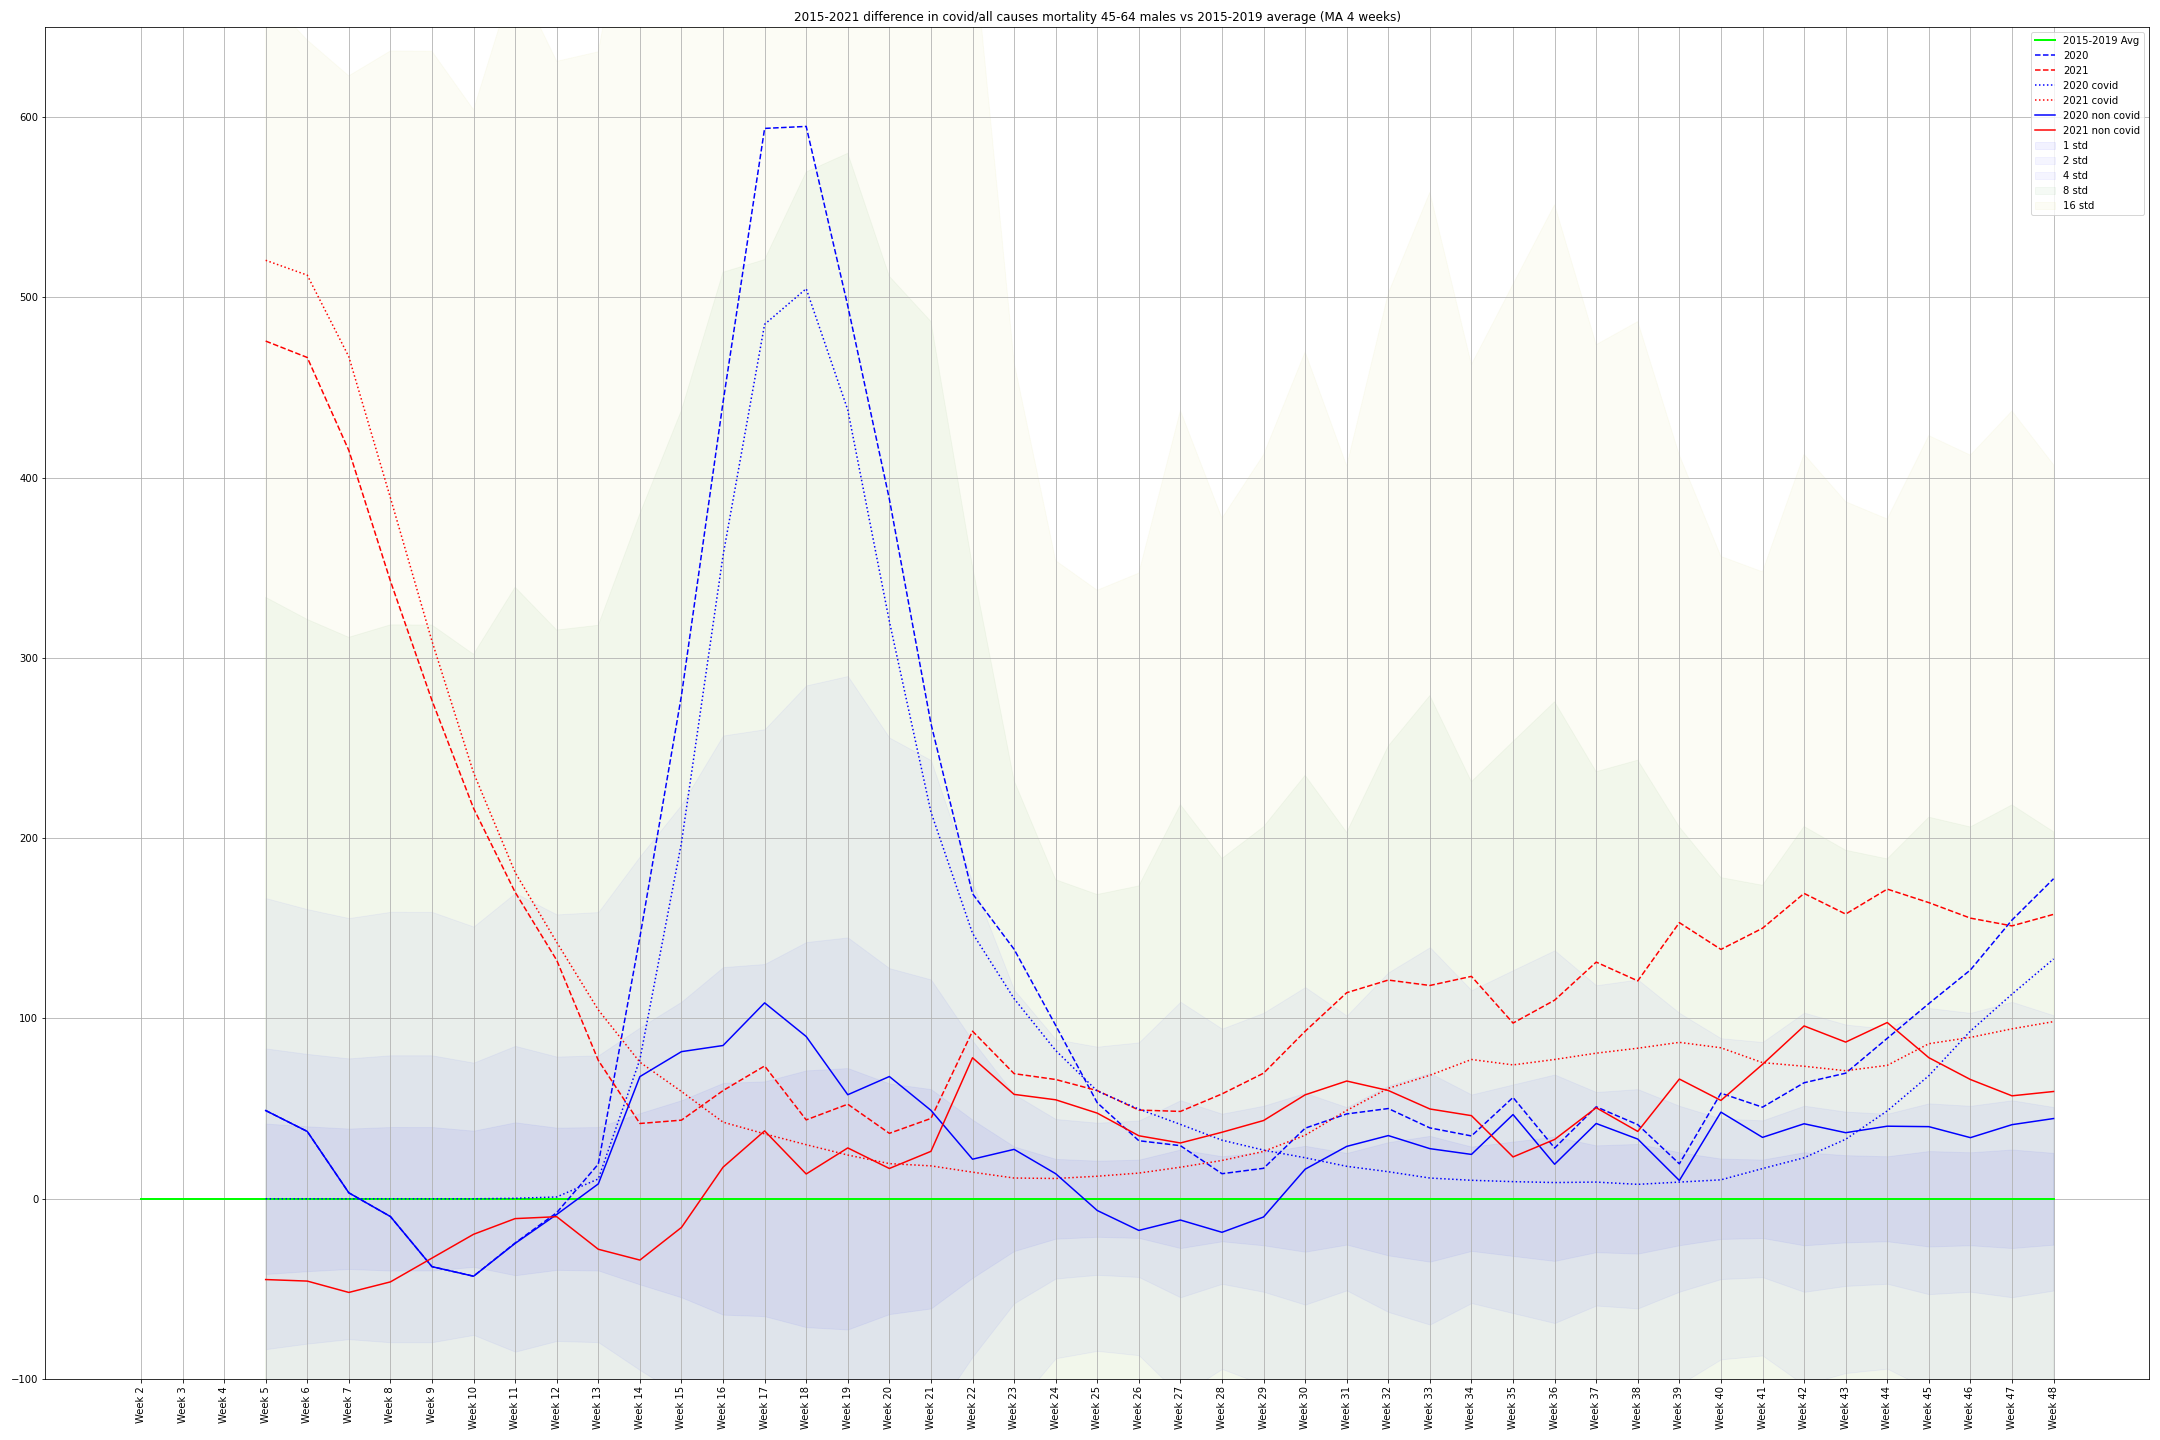 2015-2021 difference in covid/all causes mortality 45-64 males vs 2015-2019 average (MA 4 weeks)
2015-2019 Avg
2020
2021
2020 covid
2021 covid
2020 non covid
2021 non covid
1 std
2 std
4 std
8 std
16 std
600
500
400
300
200
100
0
−100
Week 2
Week 3
Week 4
Week 5
Week 6
Week 7
Week 8
Week 9
Week 10
Week 11
Week 12
Week 13
Week 14
Week 15
Week 16
Week 17
Week 18
Week 19
Week 20
Week 21
Week 22
Week 23
Week 24
Week 25
Week 26
Week 27
Week 28
Week 29
Week 30
Week 31
Week 32
Week 33
Week 34
Week 35
Week 36
Week 37
Week 38
Week 39
Week 40
Week 41
Week 42
Week 43
Week 44
Week 45
Week 46
Week 47
Week 48